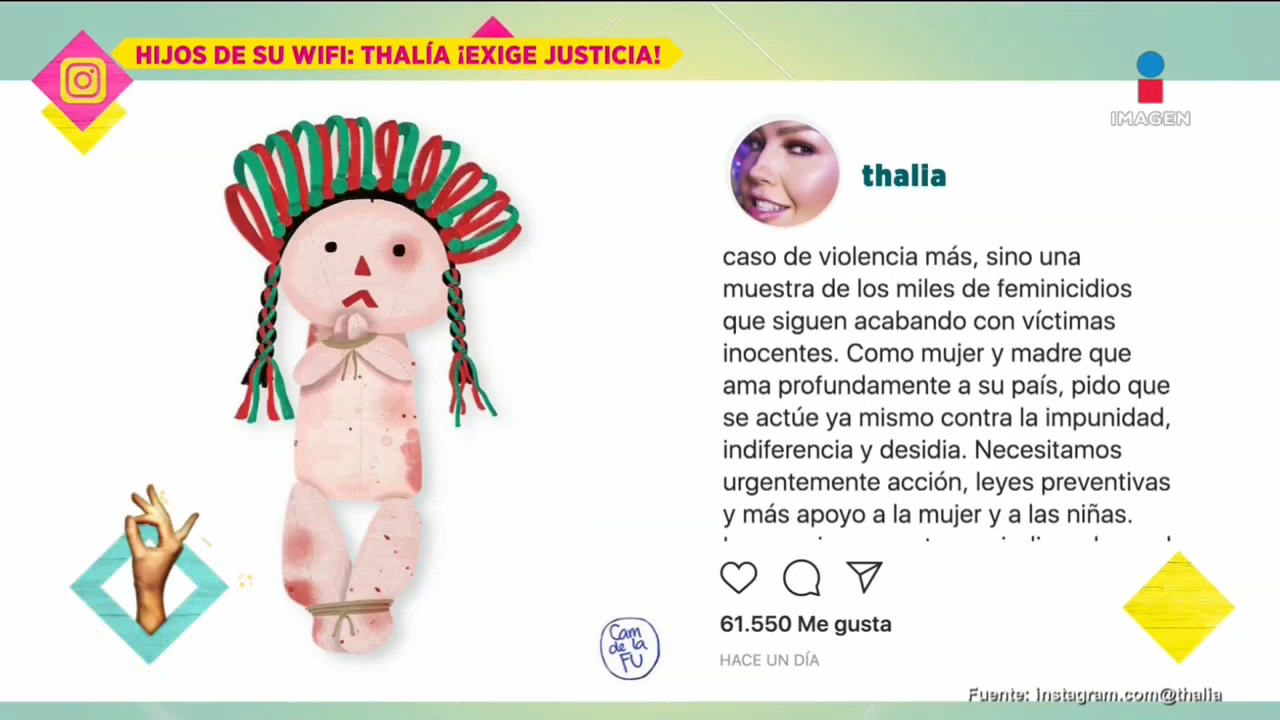 HIJOS DE SU WIFI: THALÍA ¡EXIGE JUSTICIA!
IMAGEN
thalia
caso de violencia más, sino una
muestra de los miles de feminicidios
que siguen acabando con víctimas
inocentes. Como mujer y madre que
ama profundamente a su país, pido que
se actúe ya mismo contra la impunidad,
indiferencia y desidia. Necesitamos
urgentemente acción, leyes preventivas
y más apoyo a la mujer y a las niñas.
61.550 Me gusta
HACE UN DÍA
Cam
de la
FU
Fuente: instagram.com@thalia